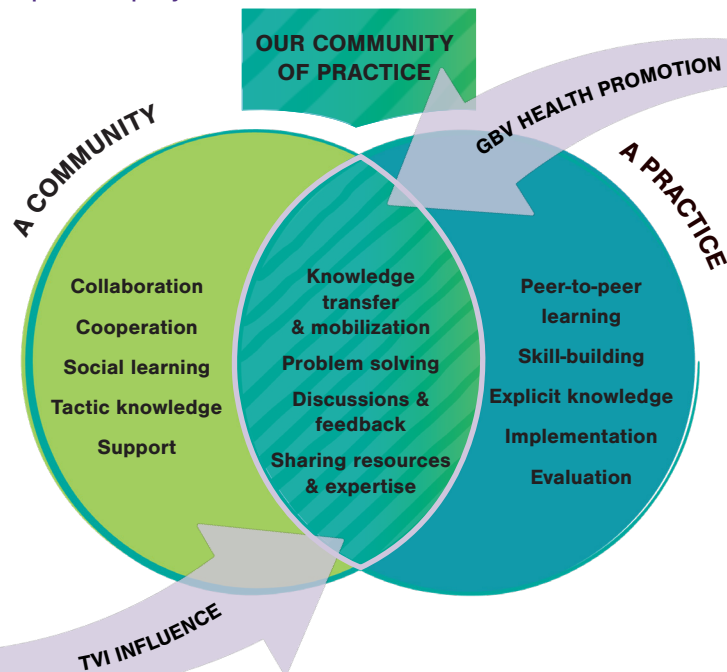 OUR COMMUNITY
OF PRACTICE
GBV HEALTH PROMOTION
A COMMUNITY
A PRACTICE
Collaboration
Cooperation
Social learning
Tactic knowledge
Support
Knowledge
transfer
& mobilization
Problem solving
Discussions &
feedback
Sharing resources
& expertise
Peer-to-peer
learning
Skill-building
Explicit knowledge
Implementation
Evaluation
TVI INFLUENCE